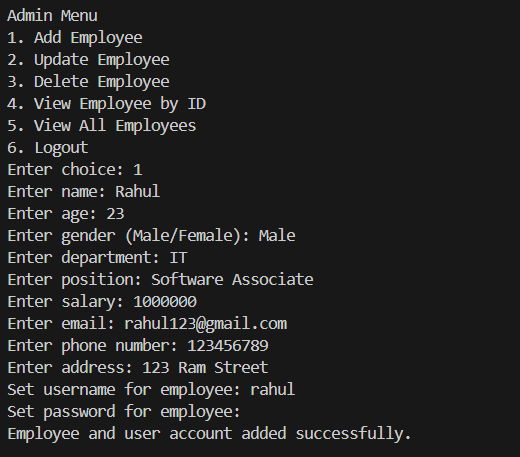 Admin Menu
1. Add Employee
2. Update Employee
3. Delete Employee
4. View Employee by ID
5. View All Employees
6. Logout
Enter choice: 1
Enter name: Rahul
Enter age: 23
Enter gender (Male/Female): Male
Enter department: IT
Enter position: Software Associate
Enter salary: 1000000
Enter email: rahul123@gmail.com
Enter phone number: 123456789
Enter address: 123 Ram Street
Set username for employee: rahul
Set password for employee:
Employee and user account added successfully.